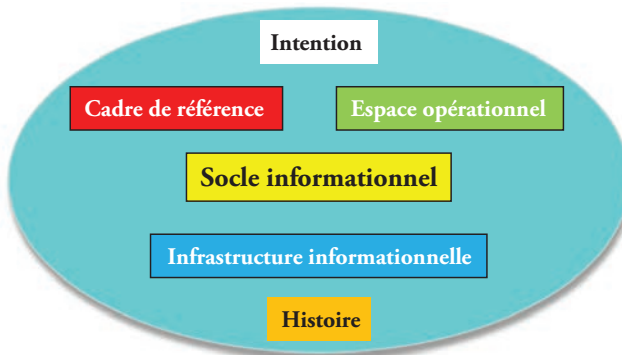 Intention
Cadre de référence
Espace opérationnel
Socle informationnel
Infrastructure informationnelle
Histoire